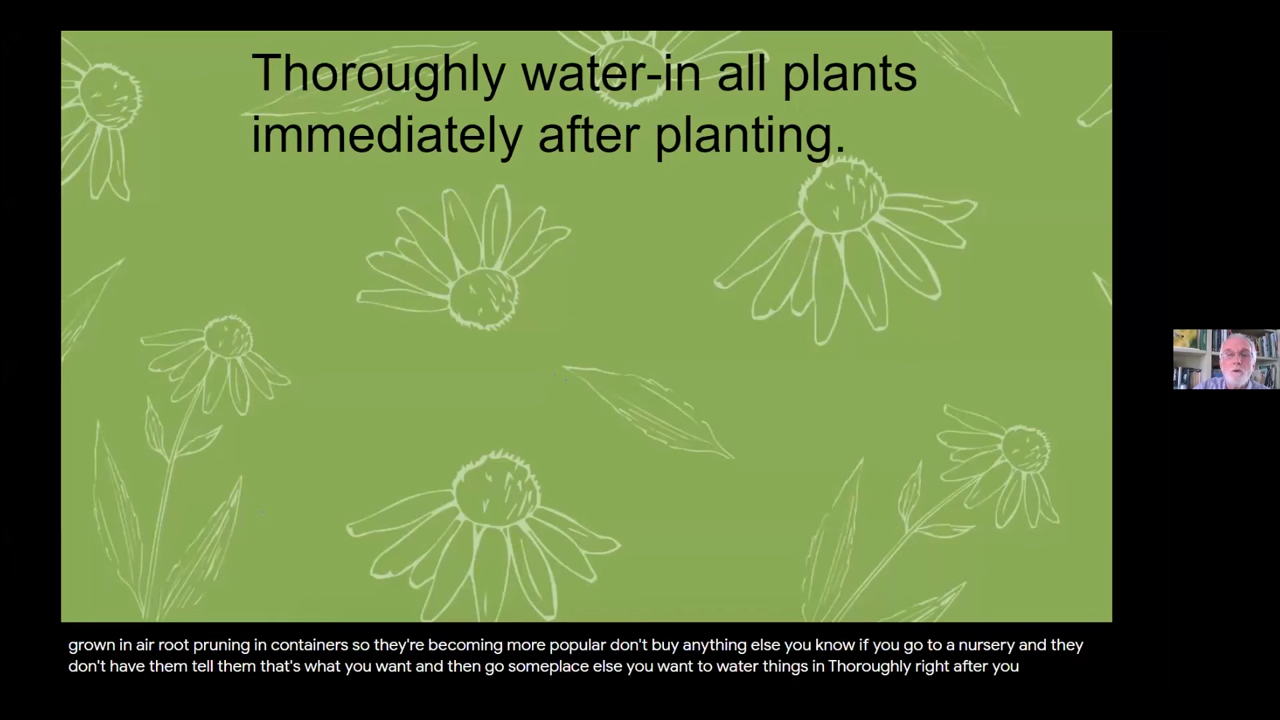 Thoroughly water-in all plants
immediately after planting.
grown in air root pruning in containers so they're becoming more popular don't buy anything else you know if you go to a nursery and they
don't have them tell them that's what you want and then go someplace else you want to water things in Thoroughly right after you